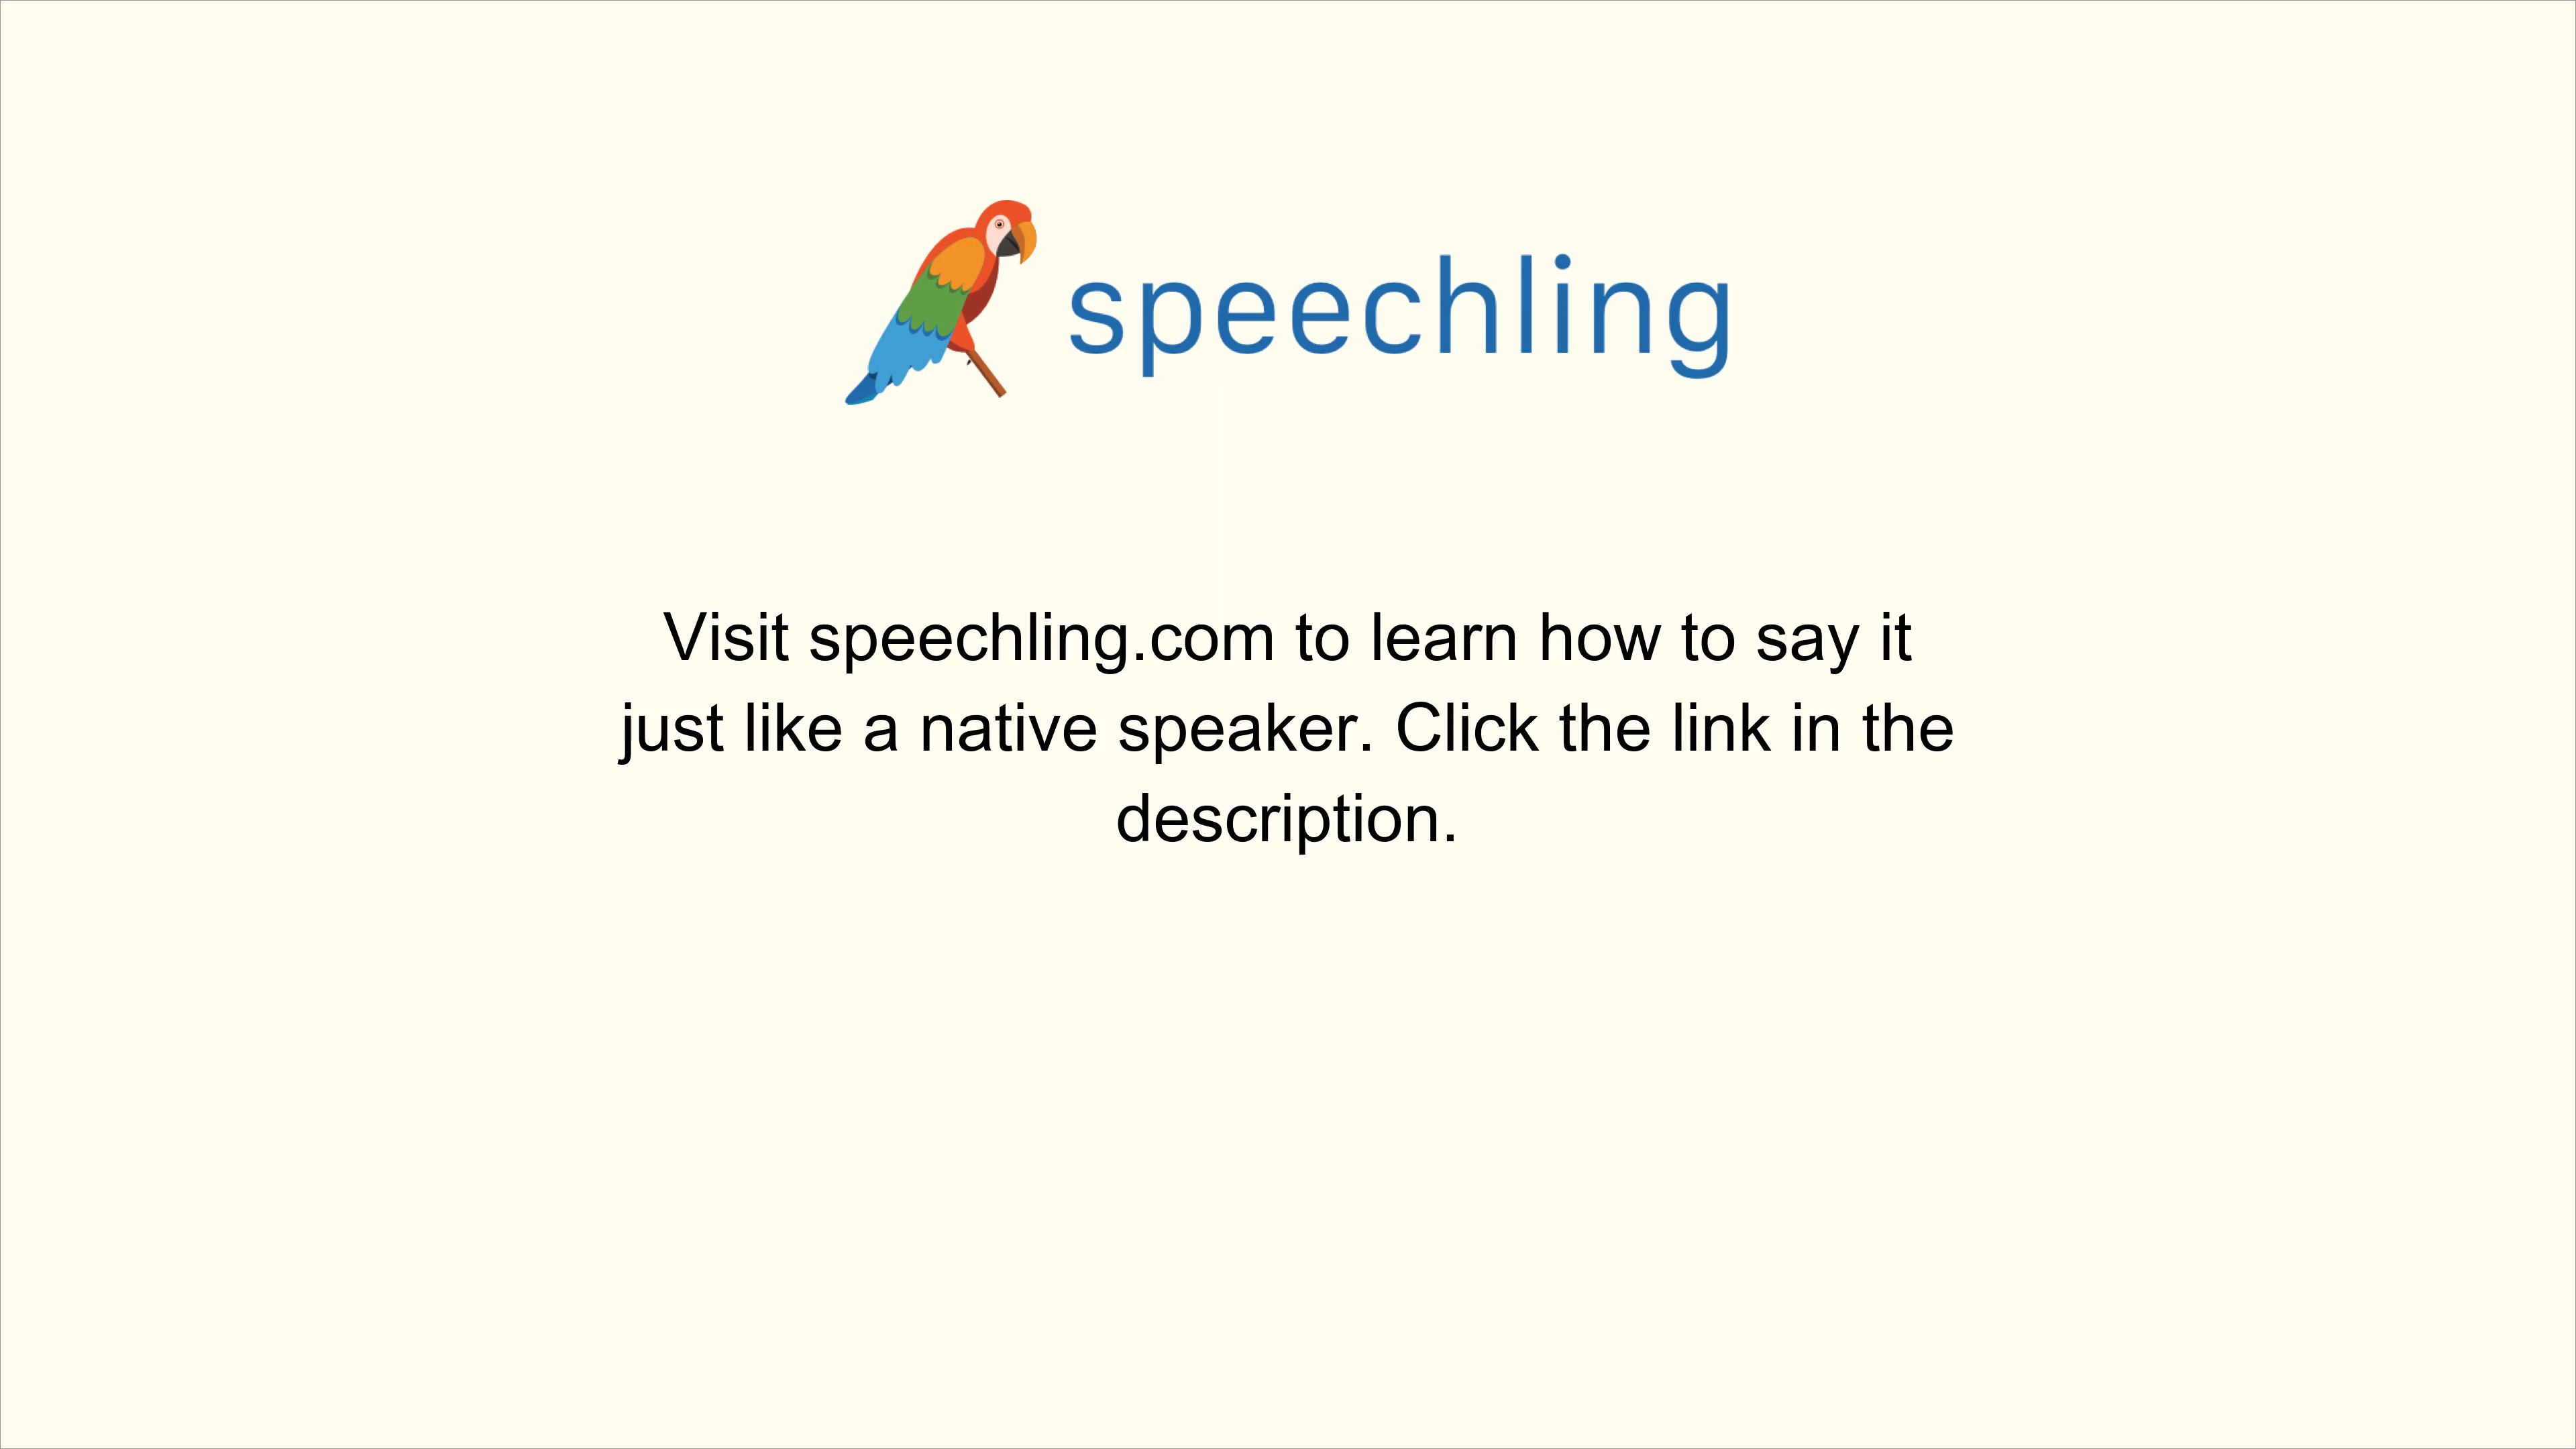 speechling
Visit speechling.com to learn how to say it
just like a native speaker. Click the link in the
description.